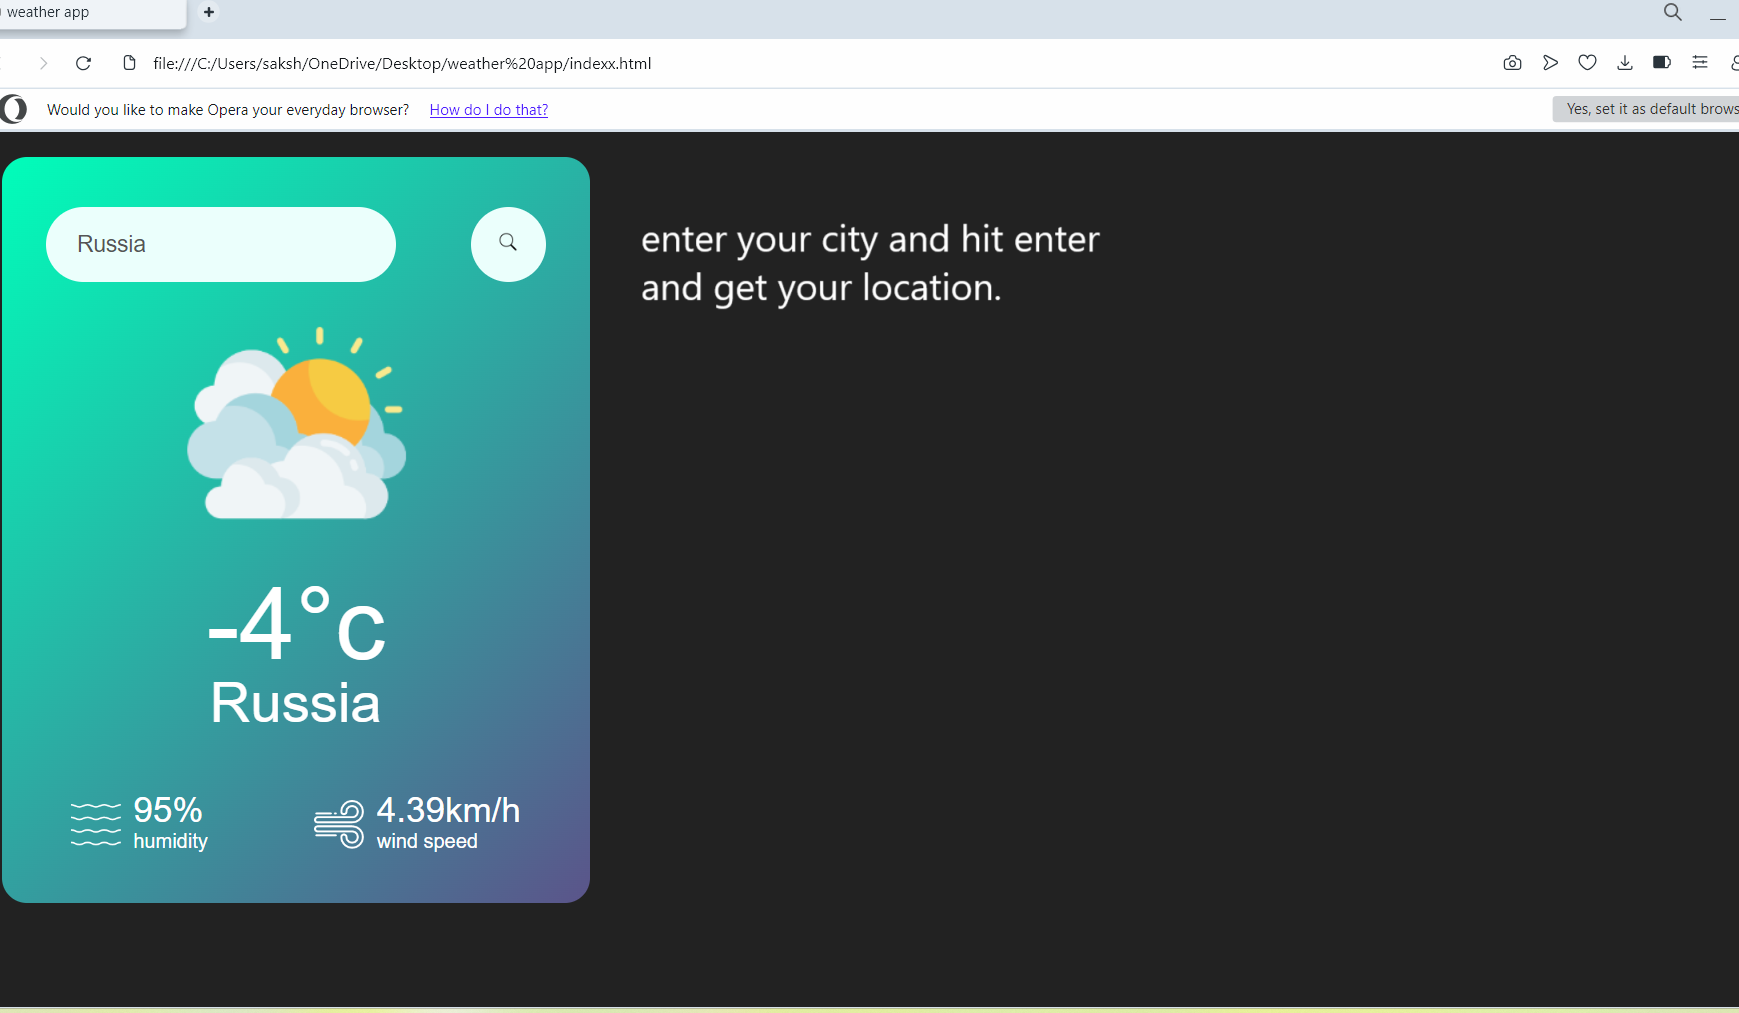 weather app
file:///C:/Users/saksh/OneDrive/Desktop/weather%20app/indexx.html
Would you like to make Opera your everyday browser? How do I do that? Yes, set it as default brows
Russia
enter your city and hit enter
and get your location.
-4°c
Russia
95%
humidity
4.39km/h
wind speed